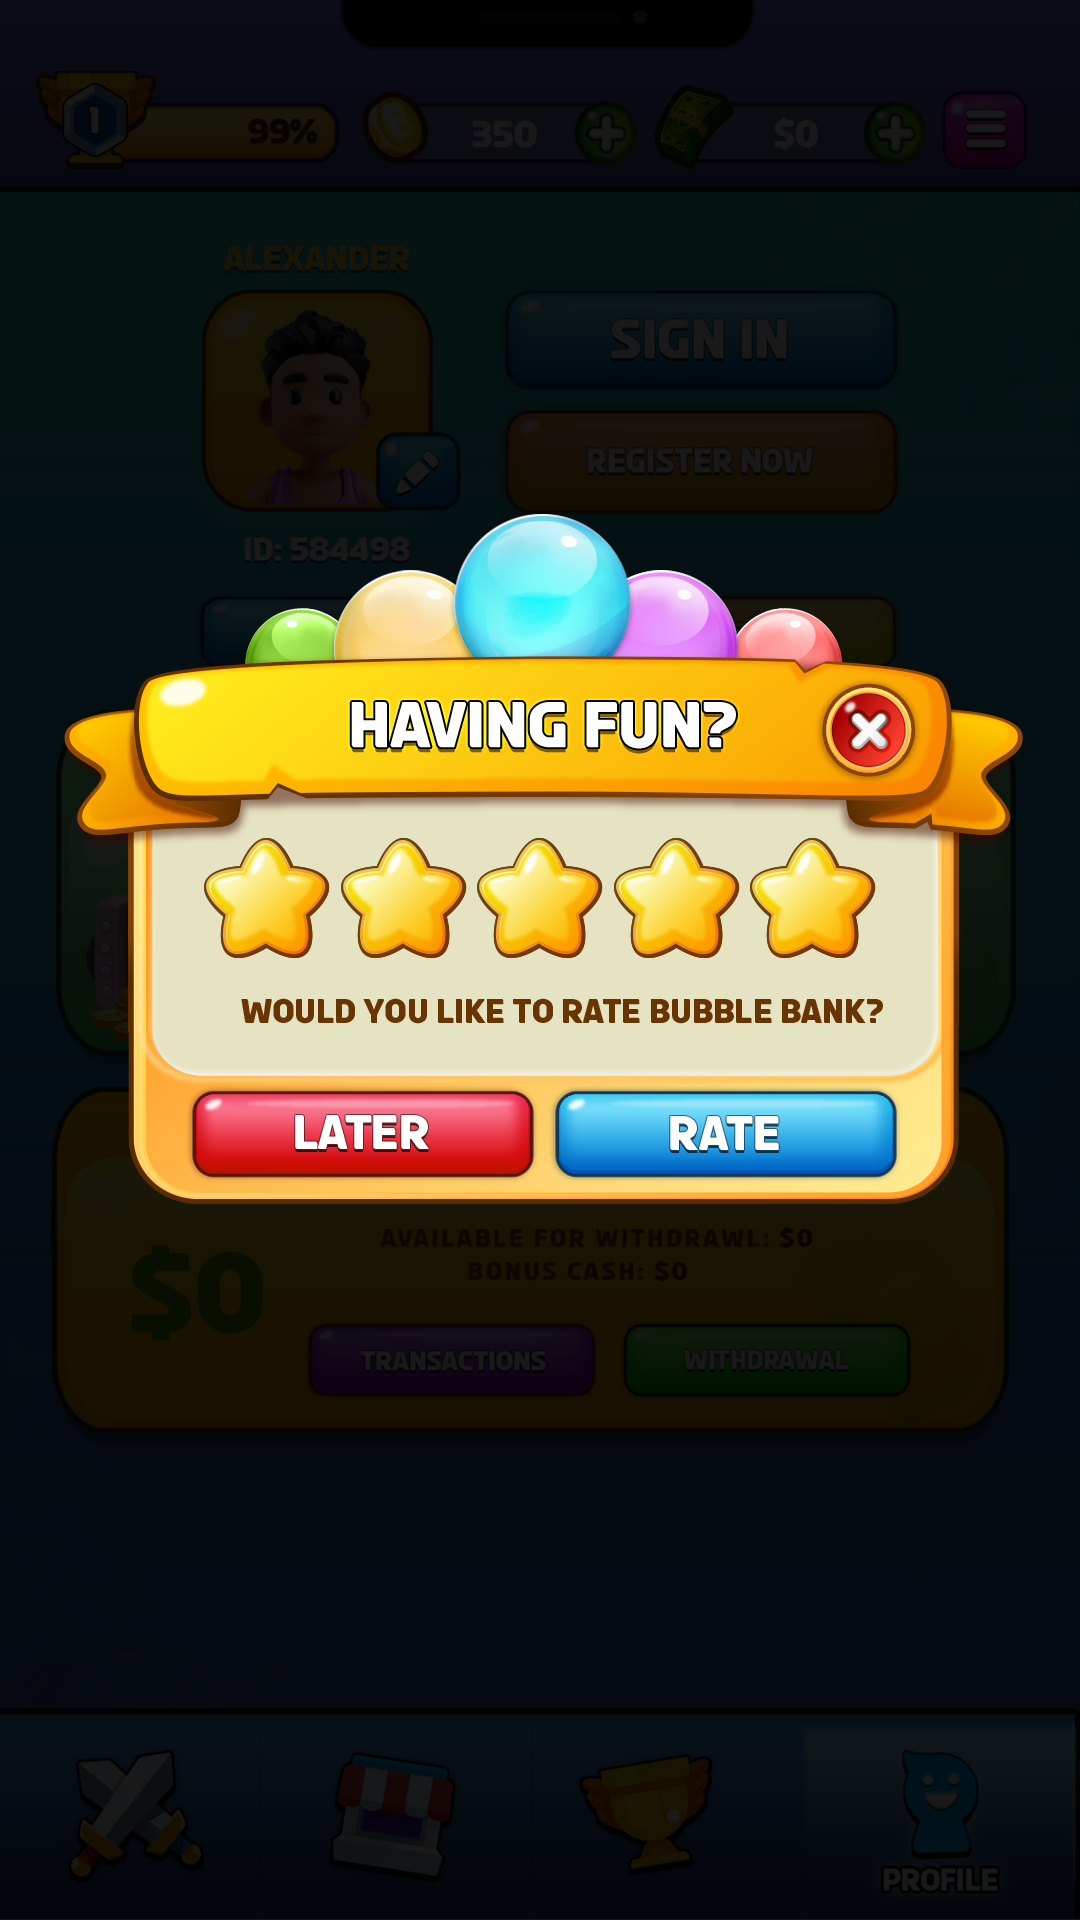 1
99%
350
$0
ALEXANDER
SIGN IN
REGISTER NOW
ID: 584498
HAVING FUN?
WOULD YOU LIKE TO RATE BUBBLE BANK?
LATER
RATE
AVAILABLE FOR WITHDRAWL: $0
BONUS CASH: $0
$0
TRANSACTIONS
WITHDRAWAL
PROFILE